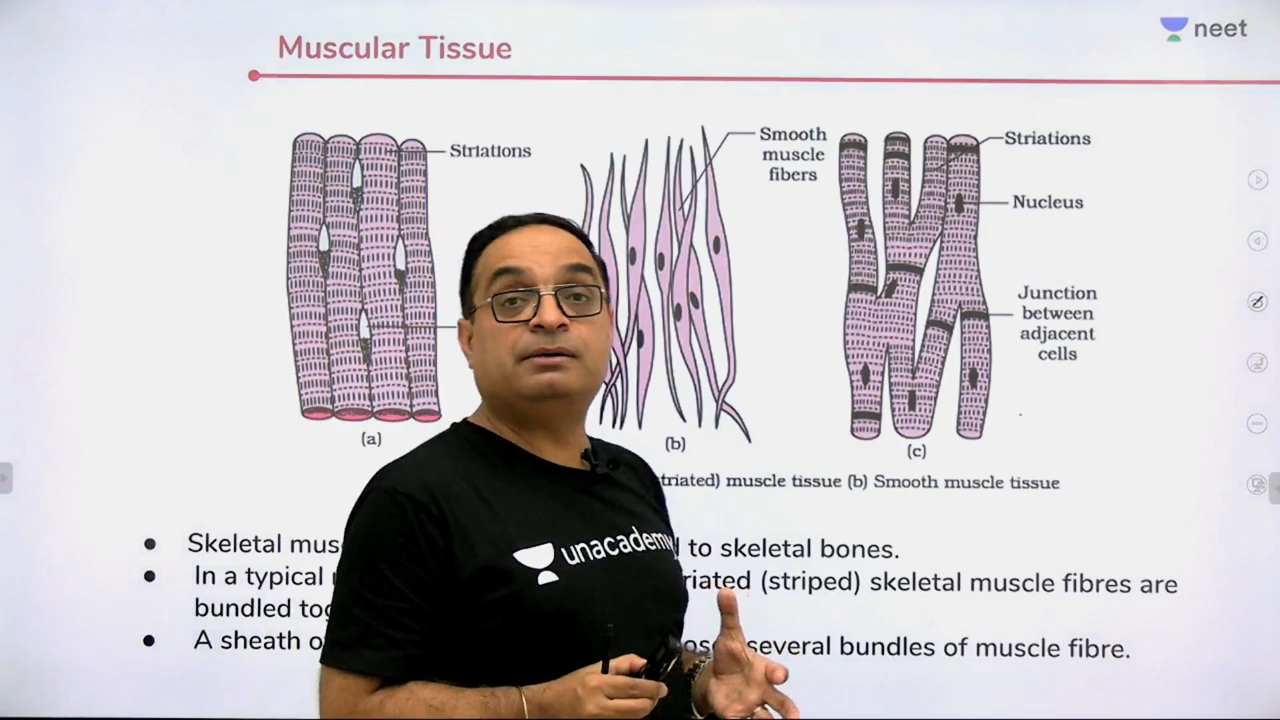 neet
Muscular Tissue
Striations
Smooth
muscle
fibers
Striations
Nucleus
Junction
between
adjacent
cells
(a)
(b)
(c)
triated) muscle tissue (b) Smooth muscle tissue
• Skeletal mus to skeletal bones.
• In a typical riated (striped) skeletal muscle fibres are
bundled tog
• A sheath o several bundles of muscle fibre.
unacademy